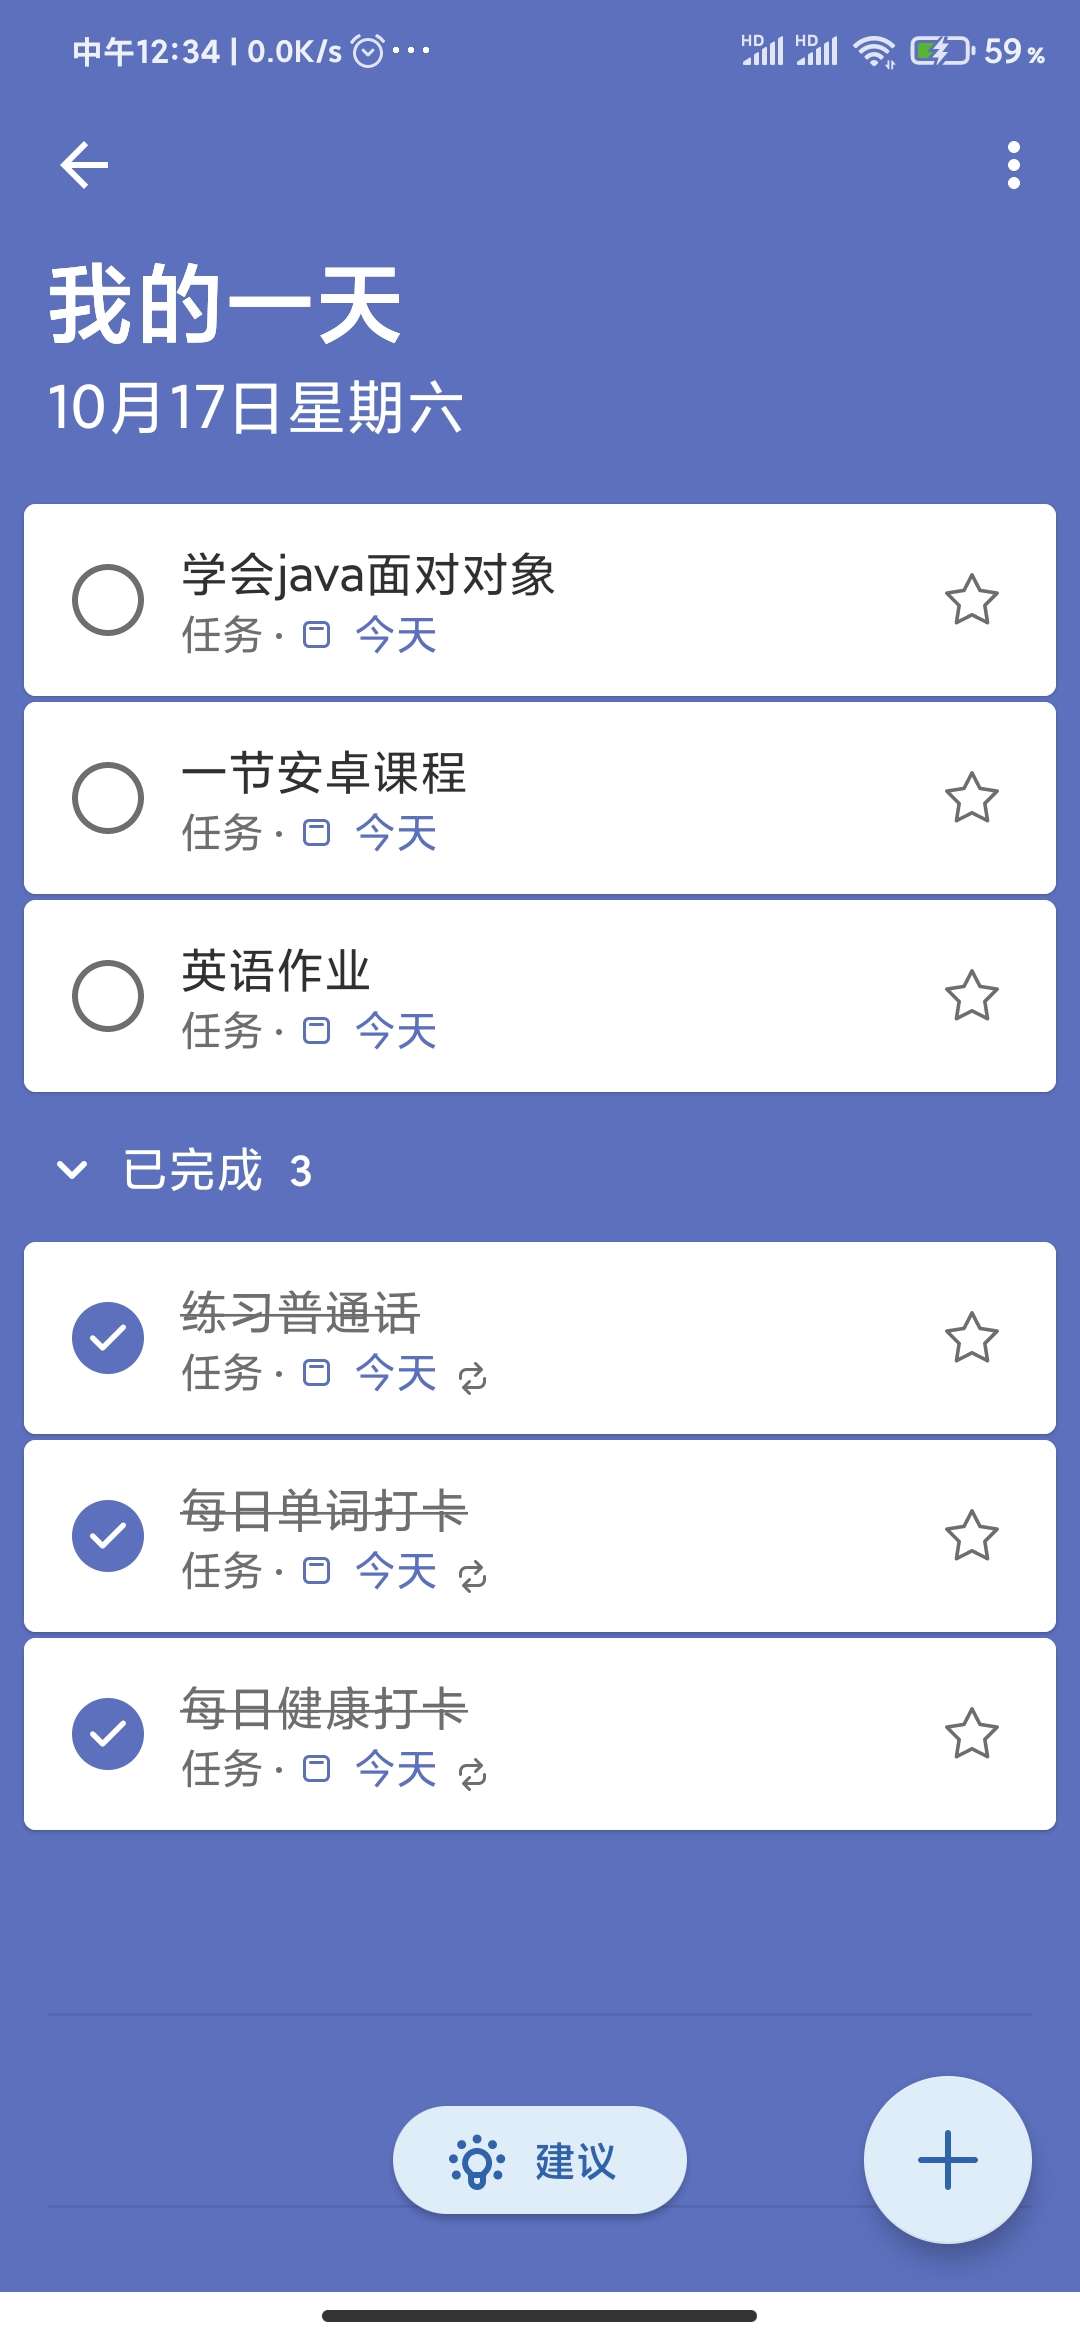 中午12:34 | 0.0K/s ··· HD HD 59%
我的一天
10月17日星期六
学会java面对对象
任务 · 今天
一节安卓课程
任务 · 今天
英语作业
任务 · 今天
已完成 3
练习普通话
任务 · 今天
每日单词打卡
任务 · 今天
每日健康打卡
任务 · 今天
建议